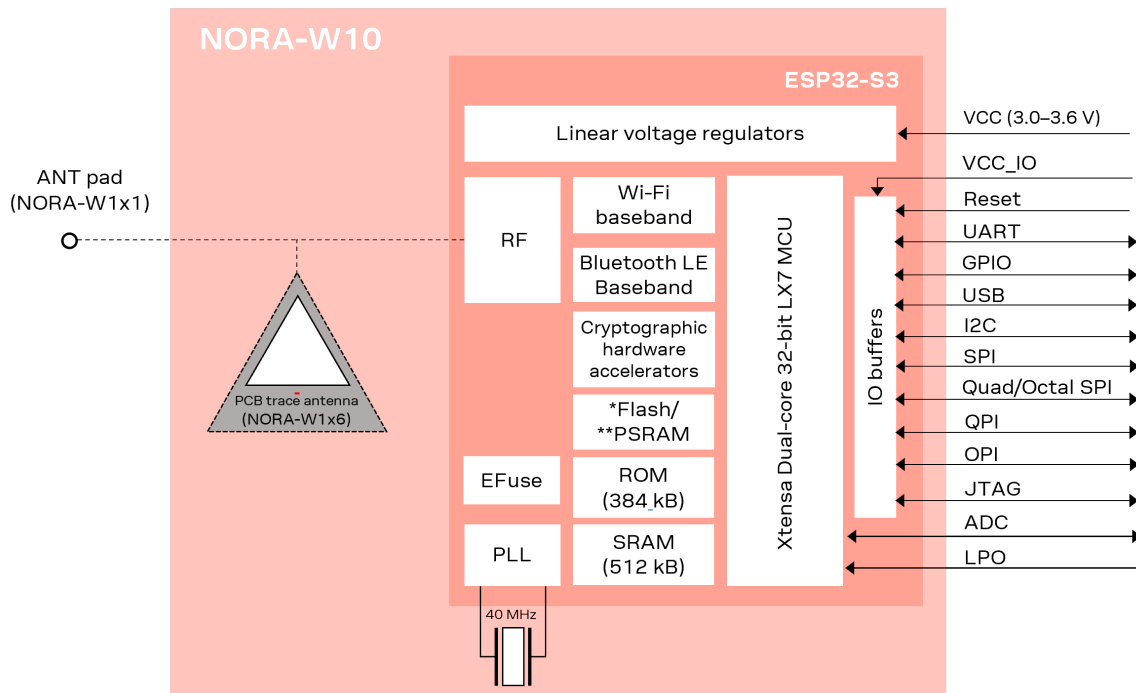 NORA-W10
ESP32-S3
Linear voltage regulators
VCC (3.0–3.6 V)
VCC_IO
ANT pad
(NORA-W1x1)
RF
Wi-Fi
baseband
Bluetooth LE
Baseband
Cryptographic
hardware
accelerators
*Flash/
**PSRAM
EFuse
ROM
(384 kB)
PLL
SRAM
(512 kB)
40 MHz
PCB trace antenna
(NORA-W1x6)
Xtensa Dual-core 32-bit LX7 MCU
IO buffers
Reset
UART
GPIO
USB
I2C
SPI
Quad/Octal SPI
QPI
OPI
JTAG
ADC
LPO